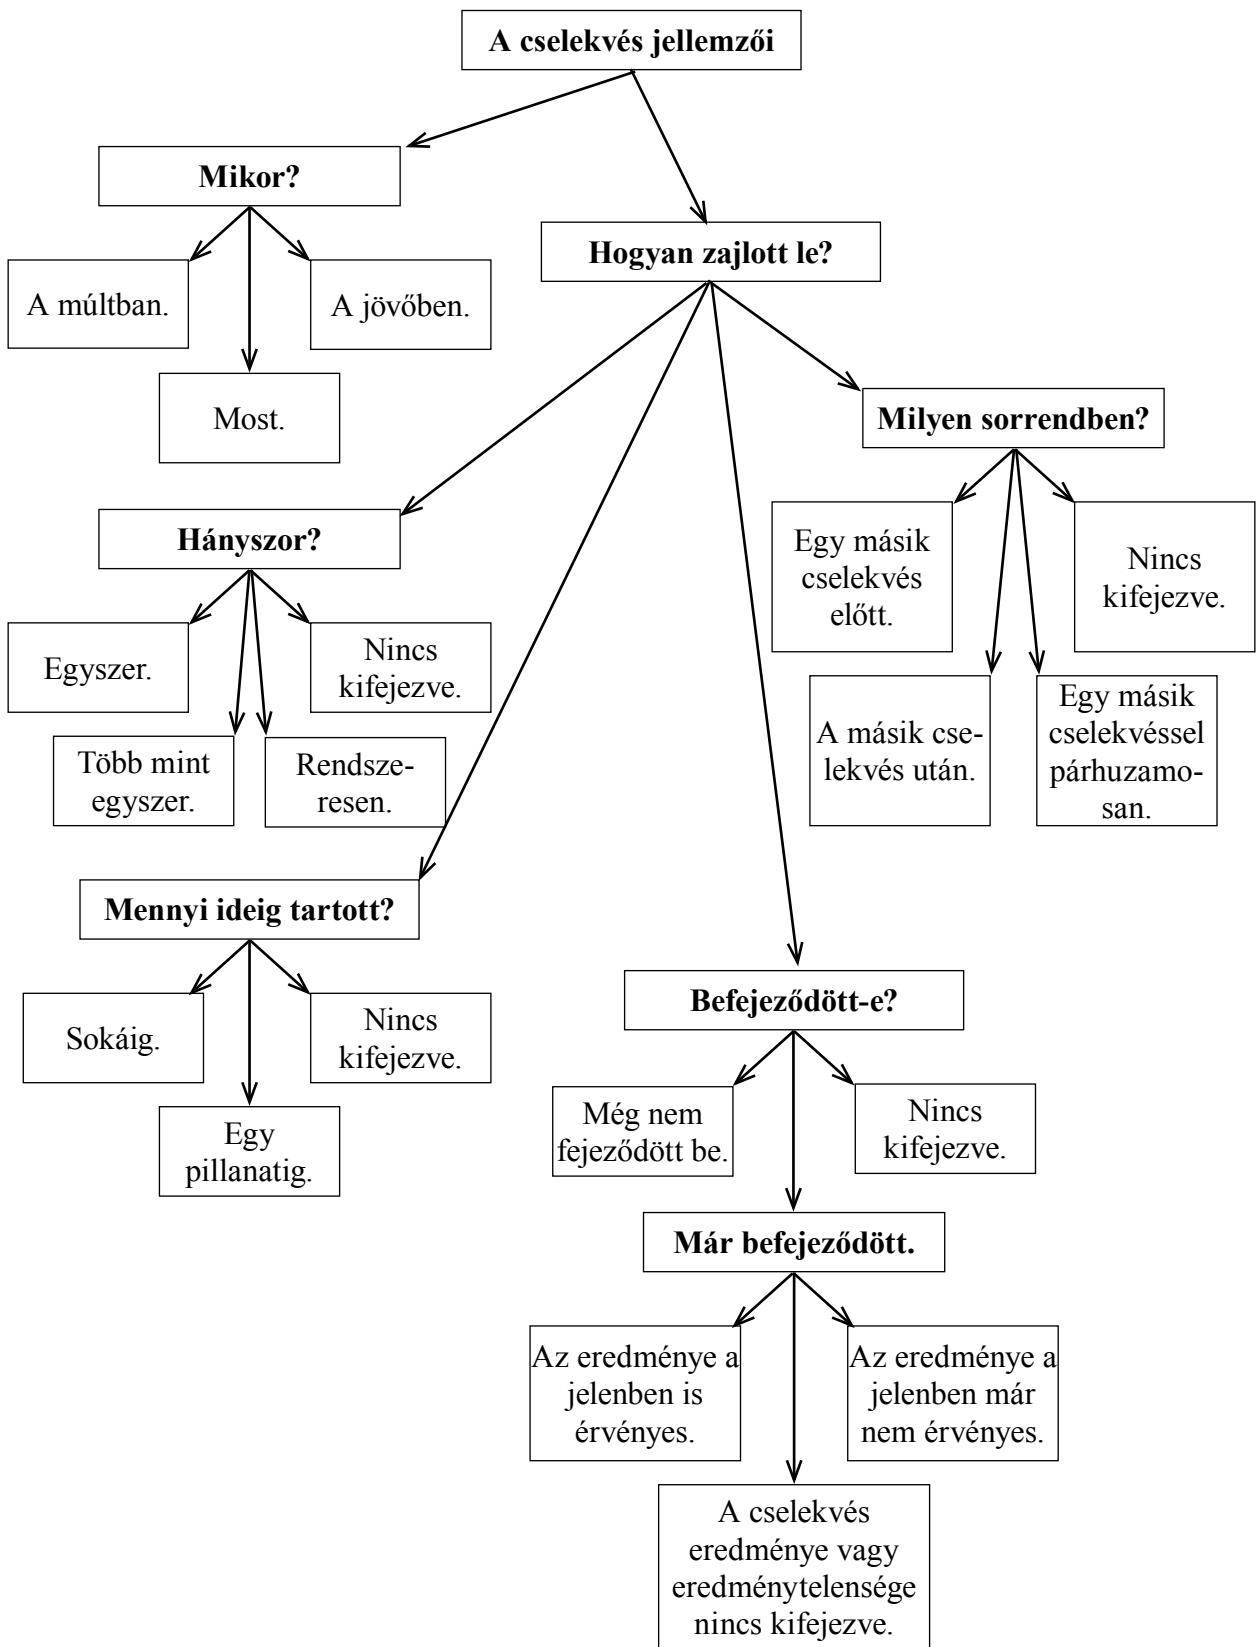 A cselekvés jellemzői
Mikor?
A múltban.
A jövőben.
Most.
Hogyan zajlott le?
Hányszor?
Egyszer.
Nincs
kifejezve.
Több mint
egyszer.
Rendsze-
resen.
Mennyi ideig tartott?
Sokáig.
Nincs
kifejezve.
Egy
pillanatig.
Milyen sorrendben?
Egy másik
cselekvés
előtt.
Nincs
kifejezve.
A másik cse-
lekvés után.
Egy másik
cselekvéssel
párhuzamo-
san.
Befejeződött-e?
Még nem
fejeződött be.
Nincs
kifejezve.
Már befejeződött.
Az eredménye a
jelenben is
érvényes.
Az eredménye a
jelenben már
nem érvényes.
A cselekvés
eredménye vagy
eredménytelensége
nincs kifejezve.